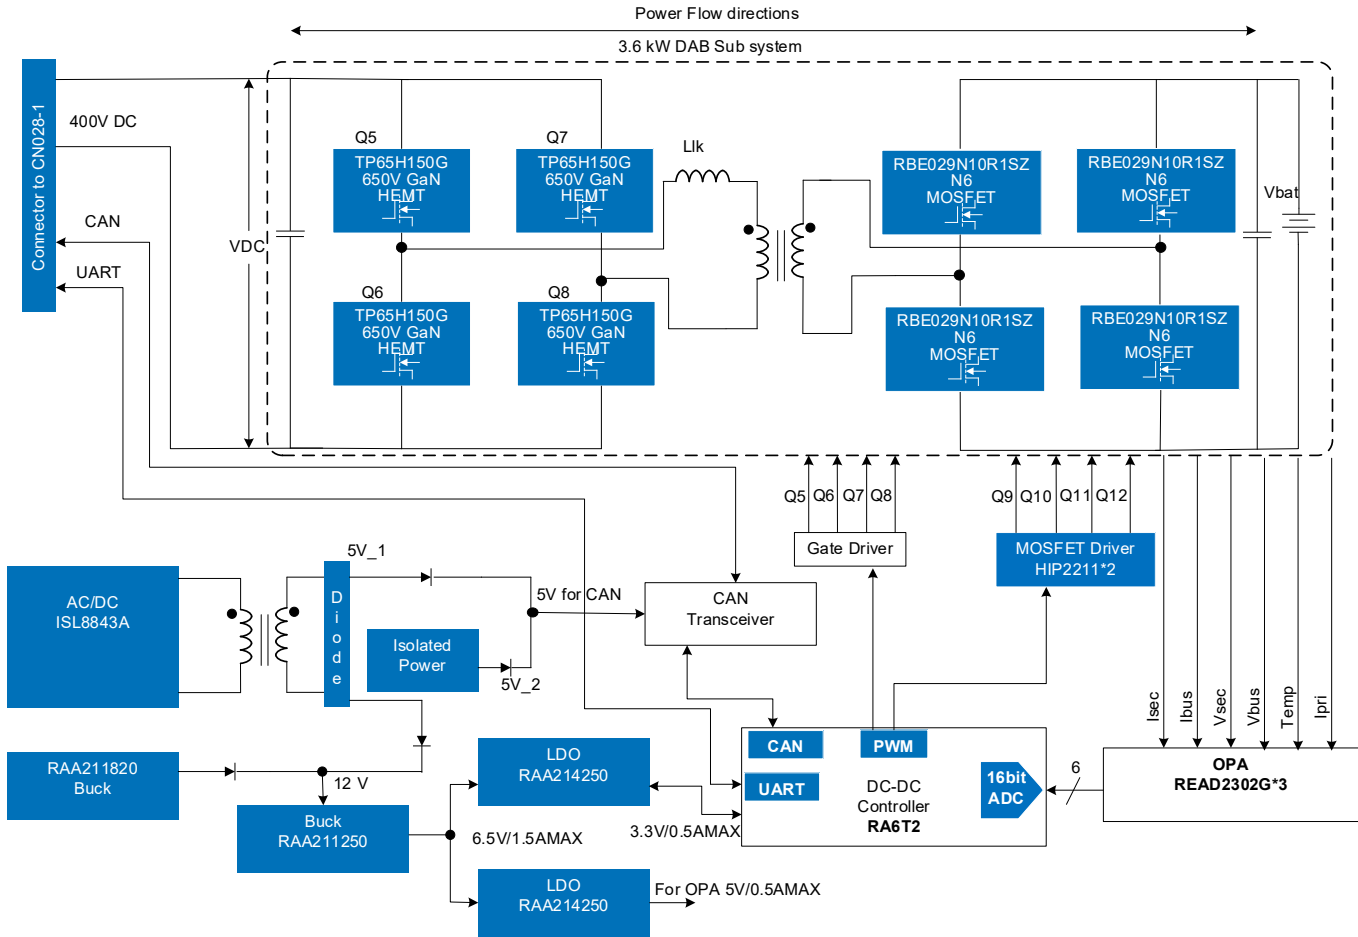 Power Flow directions
3.6 kW DAB Sub system
Connector to CN028-1
400V DC
CAN
UART
VDC
Q5
TP65H150G
650V GaN
HEMT
Q7
TP65H150G
650V GaN
HEMT
Q6
TP65H150G
650V GaN
HEMT
Q8
TP65H150G
650V GaN
HEMT
Llk
RBE029N10R1SZ
N6
MOSFET
RBE029N10R1SZ
N6
MOSFET
RBE029N10R1SZ
N6
MOSFET
RBE029N10R1SZ
N6
MOSFET
Vbat
Q5
Q6
Q7
Q8
Q9
Q10
Q11
Q12
Gate Driver
MOSFET Driver
HIP2211*2
Isec
Ibus
Vsec
Vbus
Temp
Ipri
AC/DC
ISL8843A
Diode
5V_1
5V for CAN
Isolated
Power
5V_2
CAN
Transceiver
RAA211820
Buck
12 V
Buck
RAA211250
6.5V/1.5AMAX
LDO
RAA214250
3.3V/0.5AMAX
LDO
RAA214250
For OPA 5V/0.5AMAX
CAN
PWM
UART
DC-DC
Controller
RA6T2
16bit
ADC
6
OPA
READ2302G*3